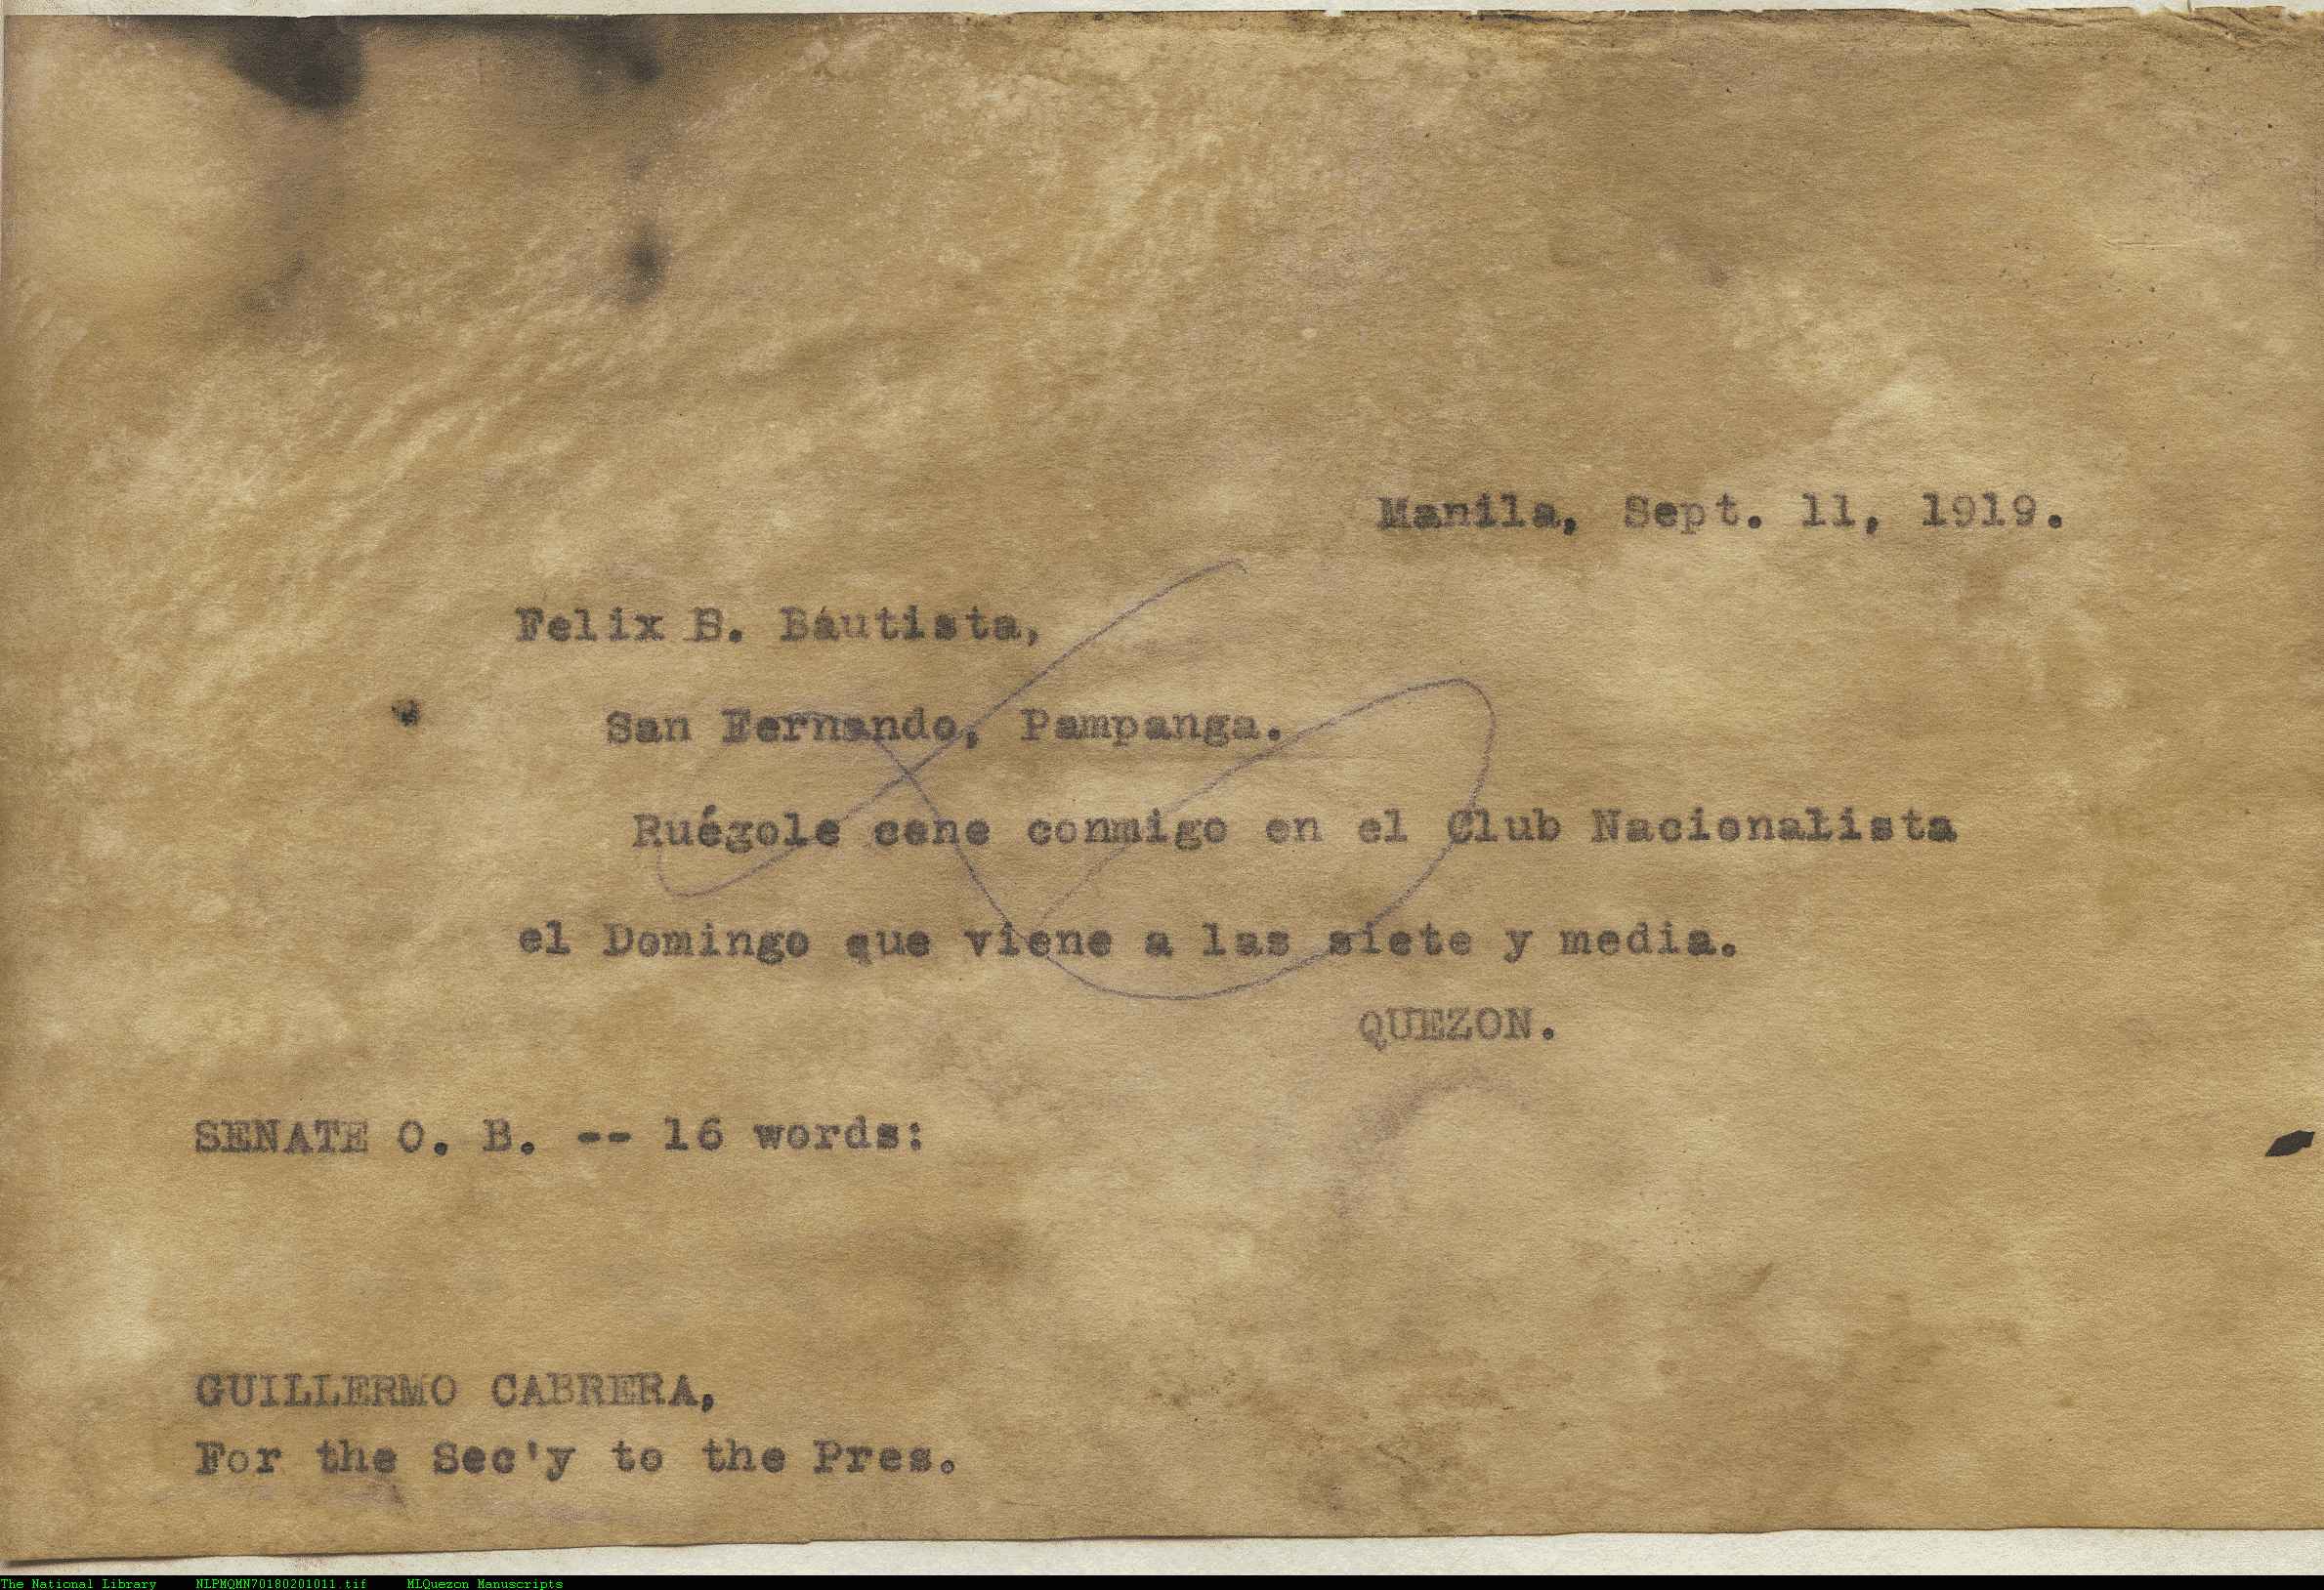 Manila, Sept. 11, 1919.
Felix B. Bautista,
San Fernando, Pampanga.
Ruégole cene conmigo en el Club Nacionalista
el Domingo que viene a las siete y media.
QUEZON.
SENATE O. B. -- 16 words:
GUILLERMO CABRERA,
For the Sec'y to the Pres.
The National Library NLPMQMN70180201011.tif MLQuezon Manuscripts